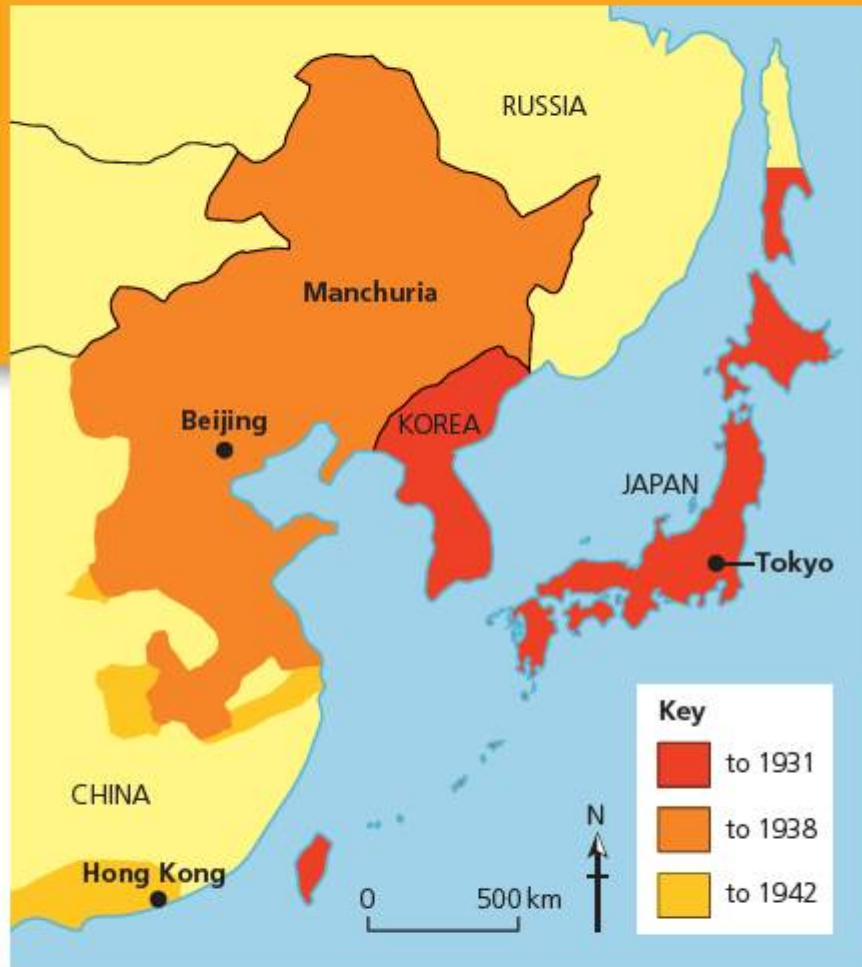 RUSSIA
Manchuria
Beijing
KOREA
JAPAN
Tokyo
CHINA
Hong Kong
0 500 km
N
Key
to 1931
to 1938
to 1942